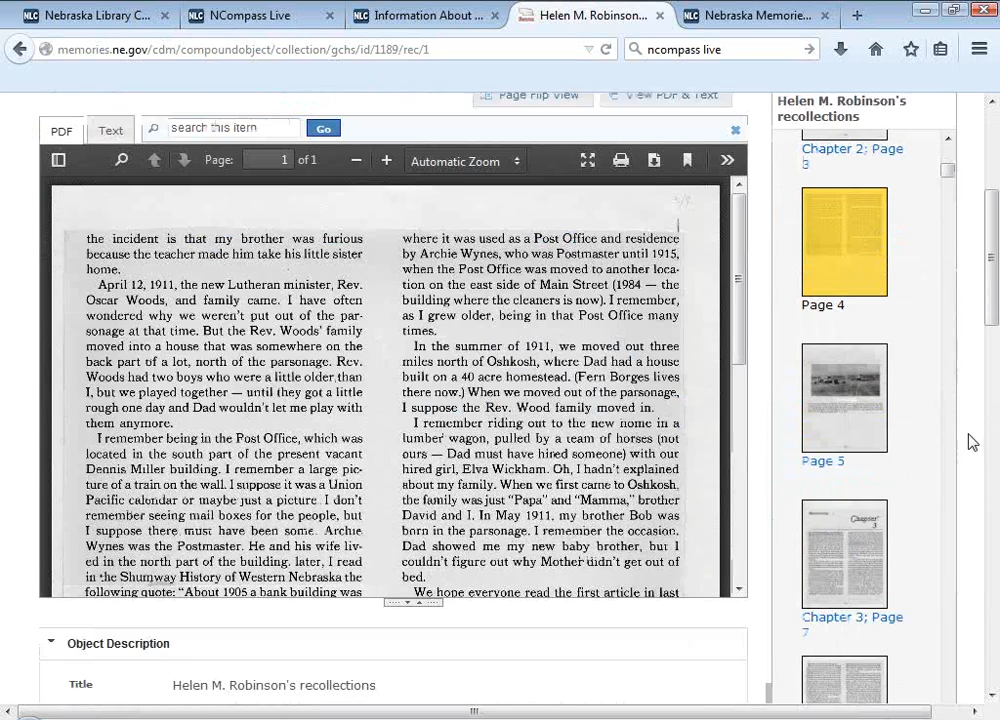 Nebraska Library C...
NCompass Live
Information About ...
Helen M. Robinson...
Nebraska Memorie...
memories.ne.gov/cdm/compoundobject/collection/gchs/id/1189/rec/1
ncompass live
Page Flip View
View PDF & Text
PDF
Text
search this item
Go
Page:
1
of 1
Automatic Zoom
the incident is that my brother was furious
because the teacher made him take his little sister
home.
April 12, 1911, the new Lutheran minister, Rev.
Oscar Woods, and family came. I have often
wondered why we weren't put out of the par-
sonage at that time. But the Rev. Woods' family
moved into a house that was somewhere on the
back part of a lot, north of the parsonage. Rev.
Woods had two boys who were a little older than
I, but we played together — until they got a little
rough one day and Dad wouldn't let me play with
them anymore.
I remember being in the Post Office, which was
located in the south part of the present vacant
Dennis Miller building. I remember a large pic-
ture of a train on the wall. I suppose it was a Union
Pacific calendar or maybe just a picture. I don't
remember seeing mail boxes for the people, but
I suppose there must have been some. Archie
Wynes was the Postmaster. He and his wife liv-
ed in the north part of the building. later, I read
in the Shumway History of Western Nebraska the
following quote: "About 1905 a bank building was
where it was used as a Post Office and residence
by Archie Wynes, who was Postmaster until 1915,
when the Post Office was moved to another loca-
tion on the east side of Main Street (1984 — the
building where the cleaners is now). I remember,
as I grew older, being in that Post Office many
times.
In the summer of 1911, we moved out three
miles north of Oshkosh, where Dad had a house
built on a 40 acre homestead. (Fern Borges lives
there now.) When we moved out of the parsonage,
I suppose the Rev. Wood family moved in.
I remember riding out to the new nome in a
lumber wagon, pulled by a team of horses (not
ours — Dad must have hired someone) with our
hired girl, Elva Wickham. Oh, I hadn't explained
about my family. When we first came to Oshkosh,
the family was just "Papa" and "Mamma," brother
David and I. In May 1911, my brother Bob was
born in the parsonage. I remember the occasion.
Dad showed me my new baby brother, but I
couldn't figure out why Mother didn't get out of
bed.
We hope everyone read the first article in last
Helen M. Robinson's
recollections
Chapter 2; Page
3
Page 4
Page 5
Chapter
3
Chapter 3; Page
7
Object Description
Title
Helen M. Robinson's recollections